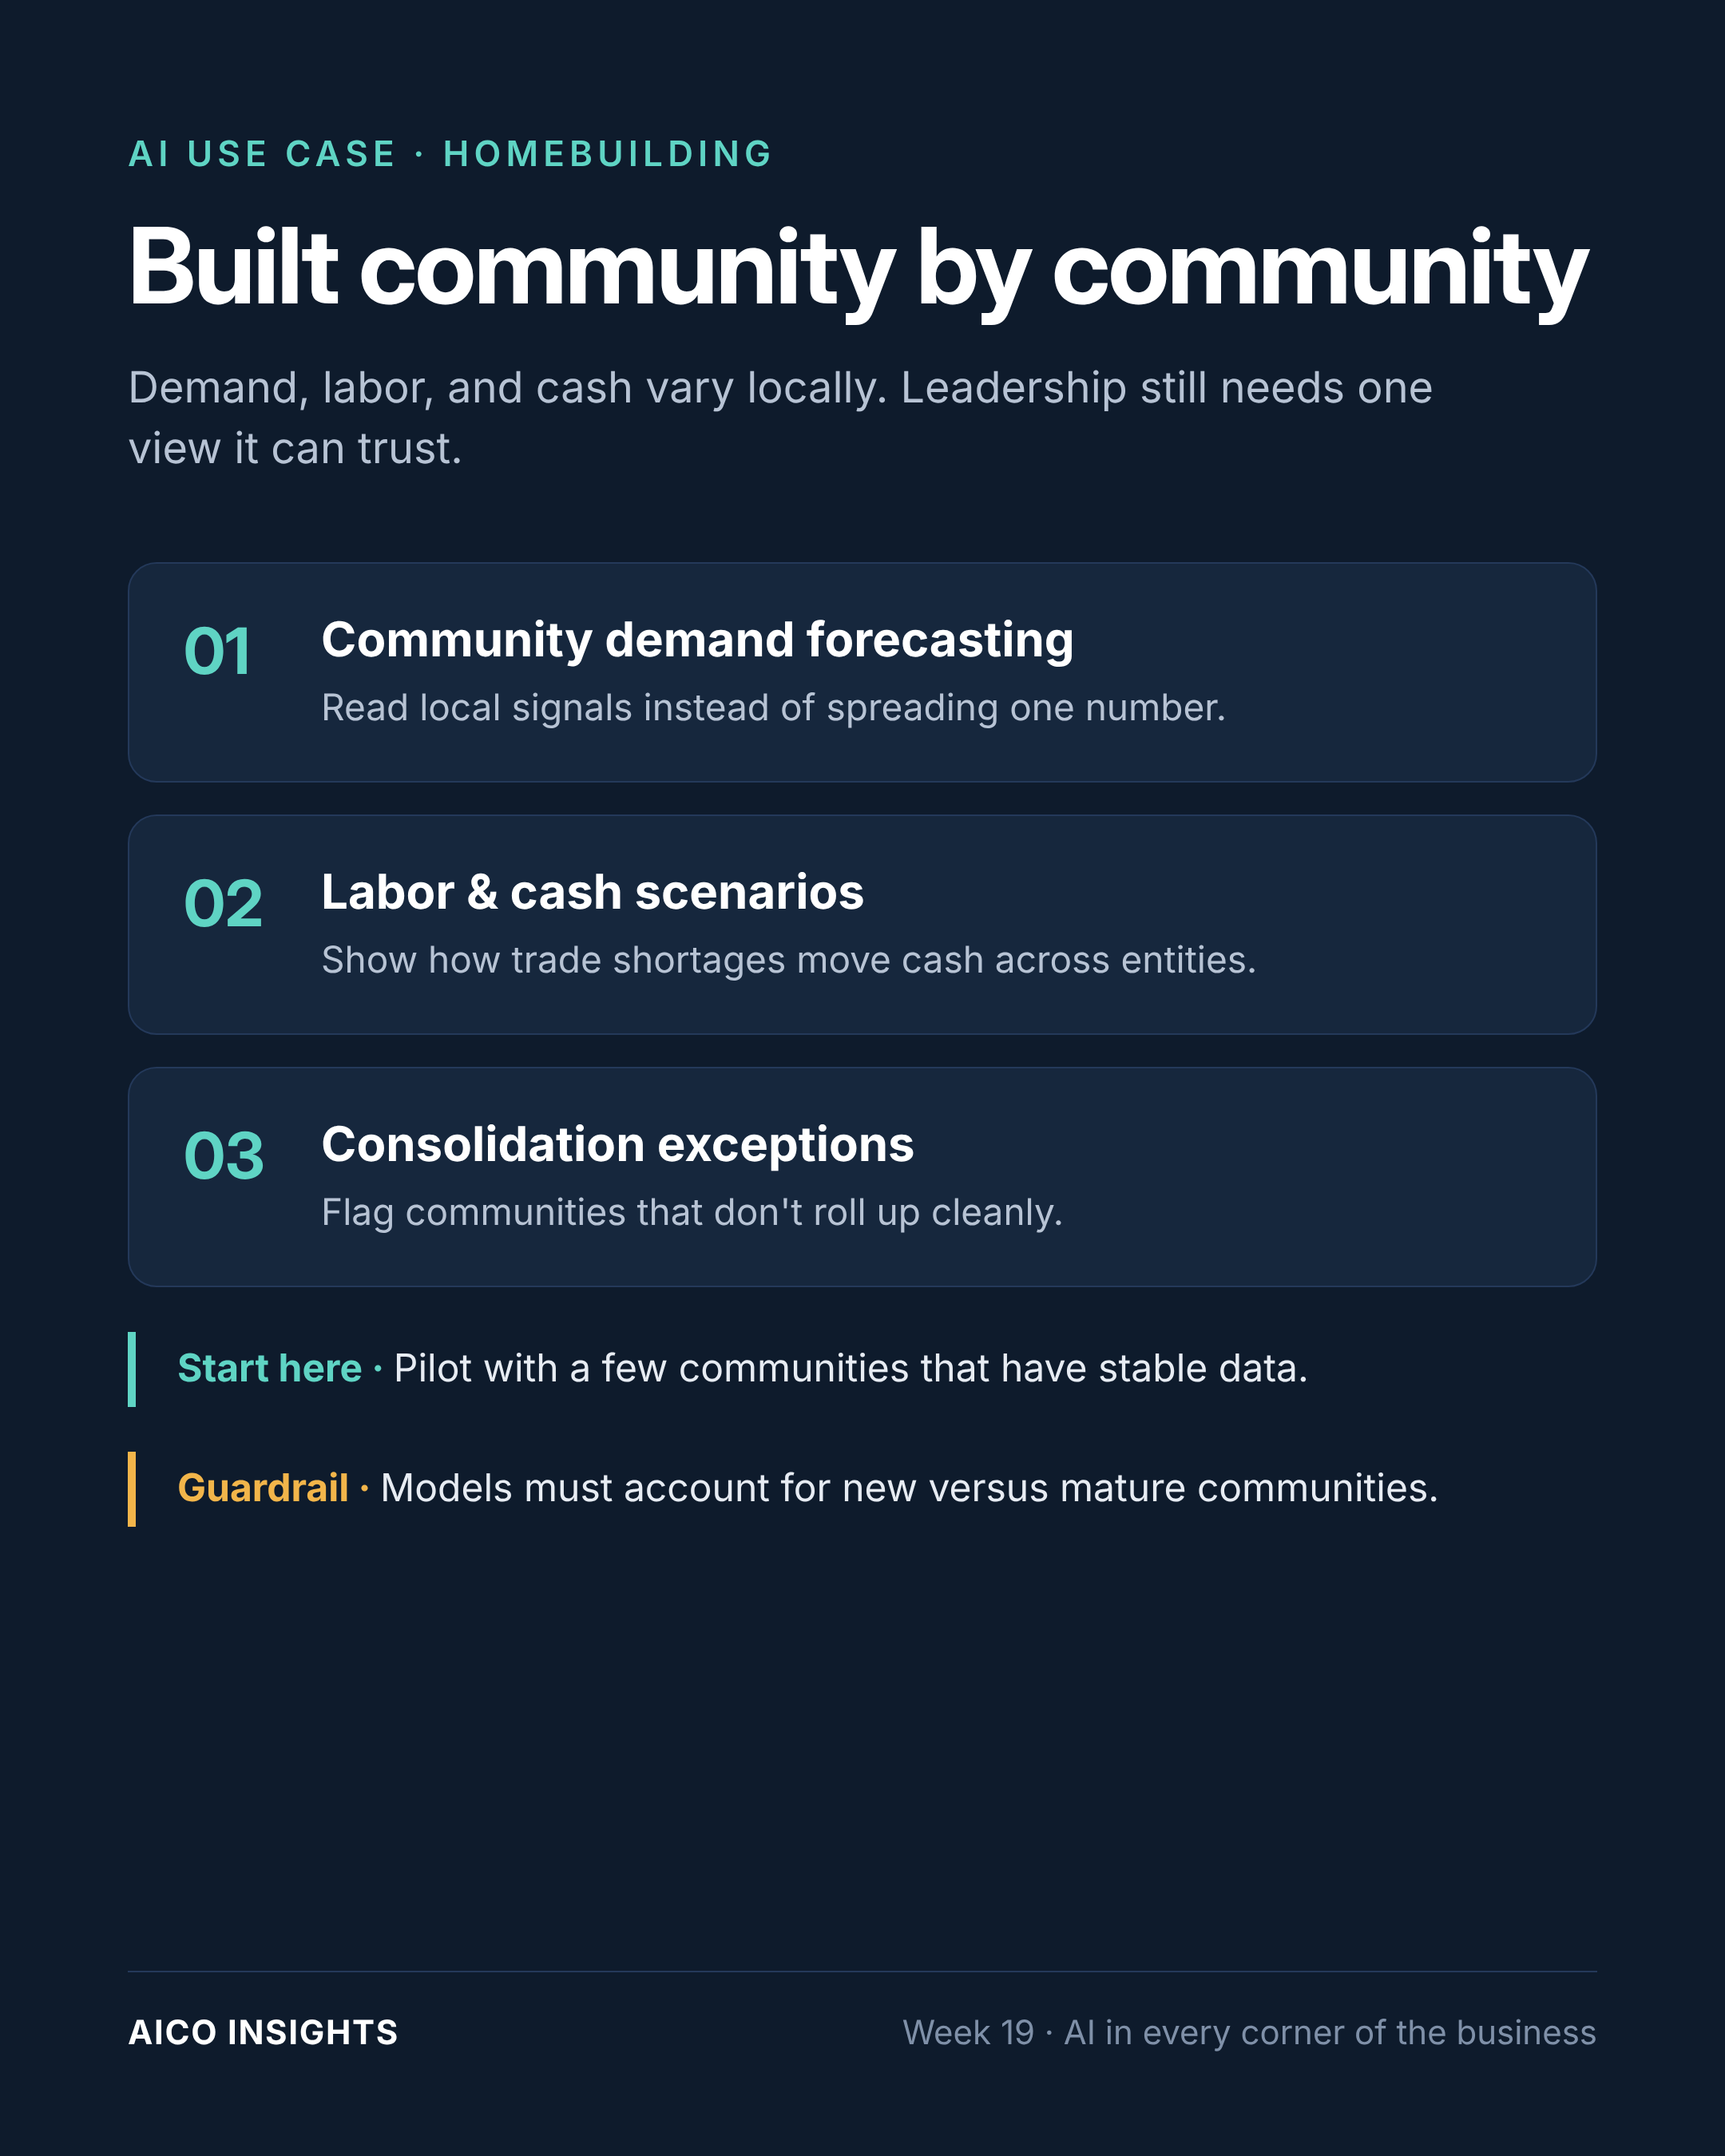 AI USE CASE · HOMEBUILDING
Built community by community
Demand, labor, and cash vary locally. Leadership still needs one
view it can trust.
01
Community demand forecasting
Read local signals instead of spreading one number.
02
Labor & cash scenarios
Show how trade shortages move cash across entities.
03
Consolidation exceptions
Flag communities that don't roll up cleanly.
Start here · Pilot with a few communities that have stable data.
Guardrail · Models must account for new versus mature communities.
AICO INSIGHTS
Week 19 · AI in every corner of the business